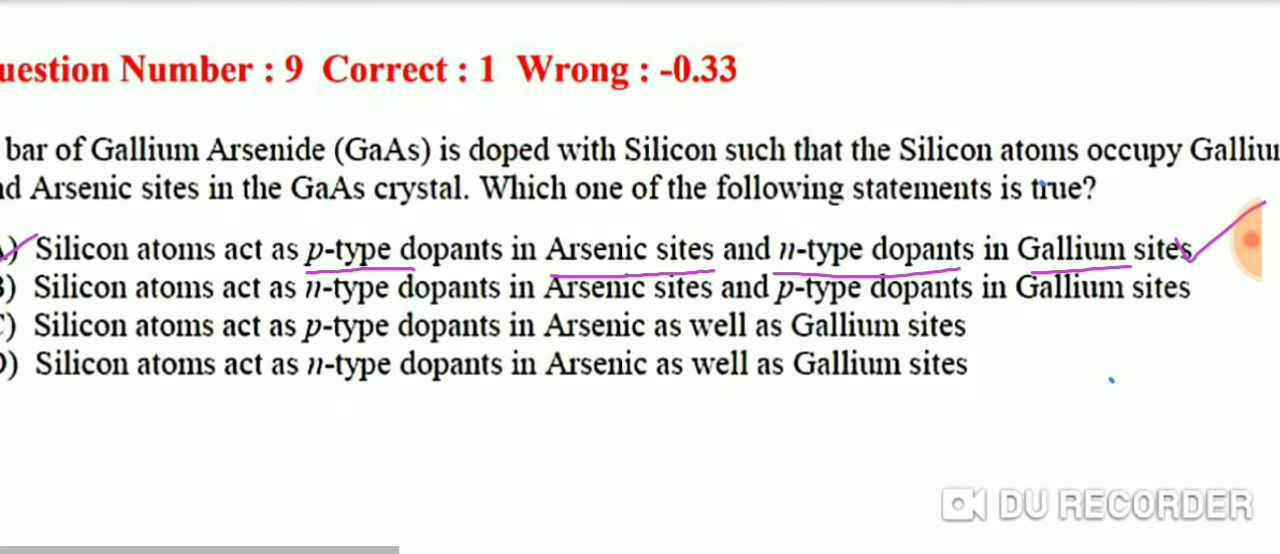 uestion Number : 9 Correct : 1 Wrong : -0.33
bar of Gallium Arsenide (GaAs) is doped with Silicon such that the Silicon atoms occupy Galliu
d Arsenic sites in the GaAs crystal. Which one of the following statements is true?
) Silicon atoms act as p-type dopants in Arsenic sites and n-type dopants in Gallium sites
) Silicon atoms act as n-type dopants in Arsenic sites and p-type dopants in Gallium sites
) Silicon atoms act as p-type dopants in Arsenic as well as Gallium sites
) Silicon atoms act as n-type dopants in Arsenic as well as Gallium sites
DU RECORDER